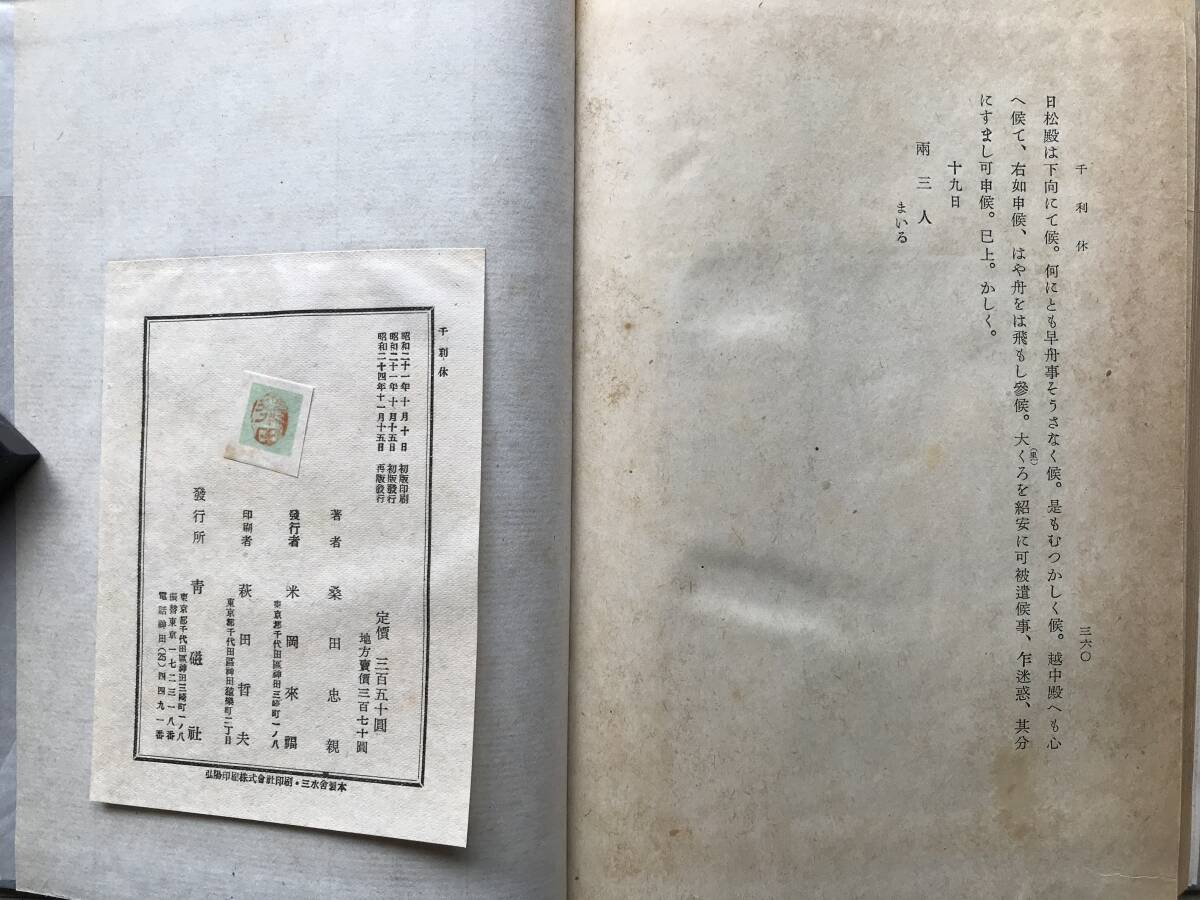 千利休
三六〇
日松殿は下向にて候。何にとも早舟事そうさなく候。是もむつかしく候。越中殿へも心
へ候て、右如申候、はや舟をは飛もし參候。大くろを紹安に可被遣候事、乍迷惑、其分
(黑)
にすまし可申候。巳上。かしく。
十九日
兩三人
まいる
千利休
昭和二十一年十月十日 初版印刷
昭和二十一年十月十五日 初版發行
昭和二十四年十一月十五日 再版發行
定價 三百五十圓
地方賣價三百七十圓
著者 桑田忠親
發行者 米岡來福
東京都千代田區神田三崎町一ノ八
印刷者 萩田哲夫
東京都千代田區神田猿樂町二丁目
發行所 靑磁社
東京都千代田區神田三崎町一ノ八
振替東京一七二三一八番
電話神田(25)四四九一番
桑田
弘陽印刷株式會社印刷・三水舍製本